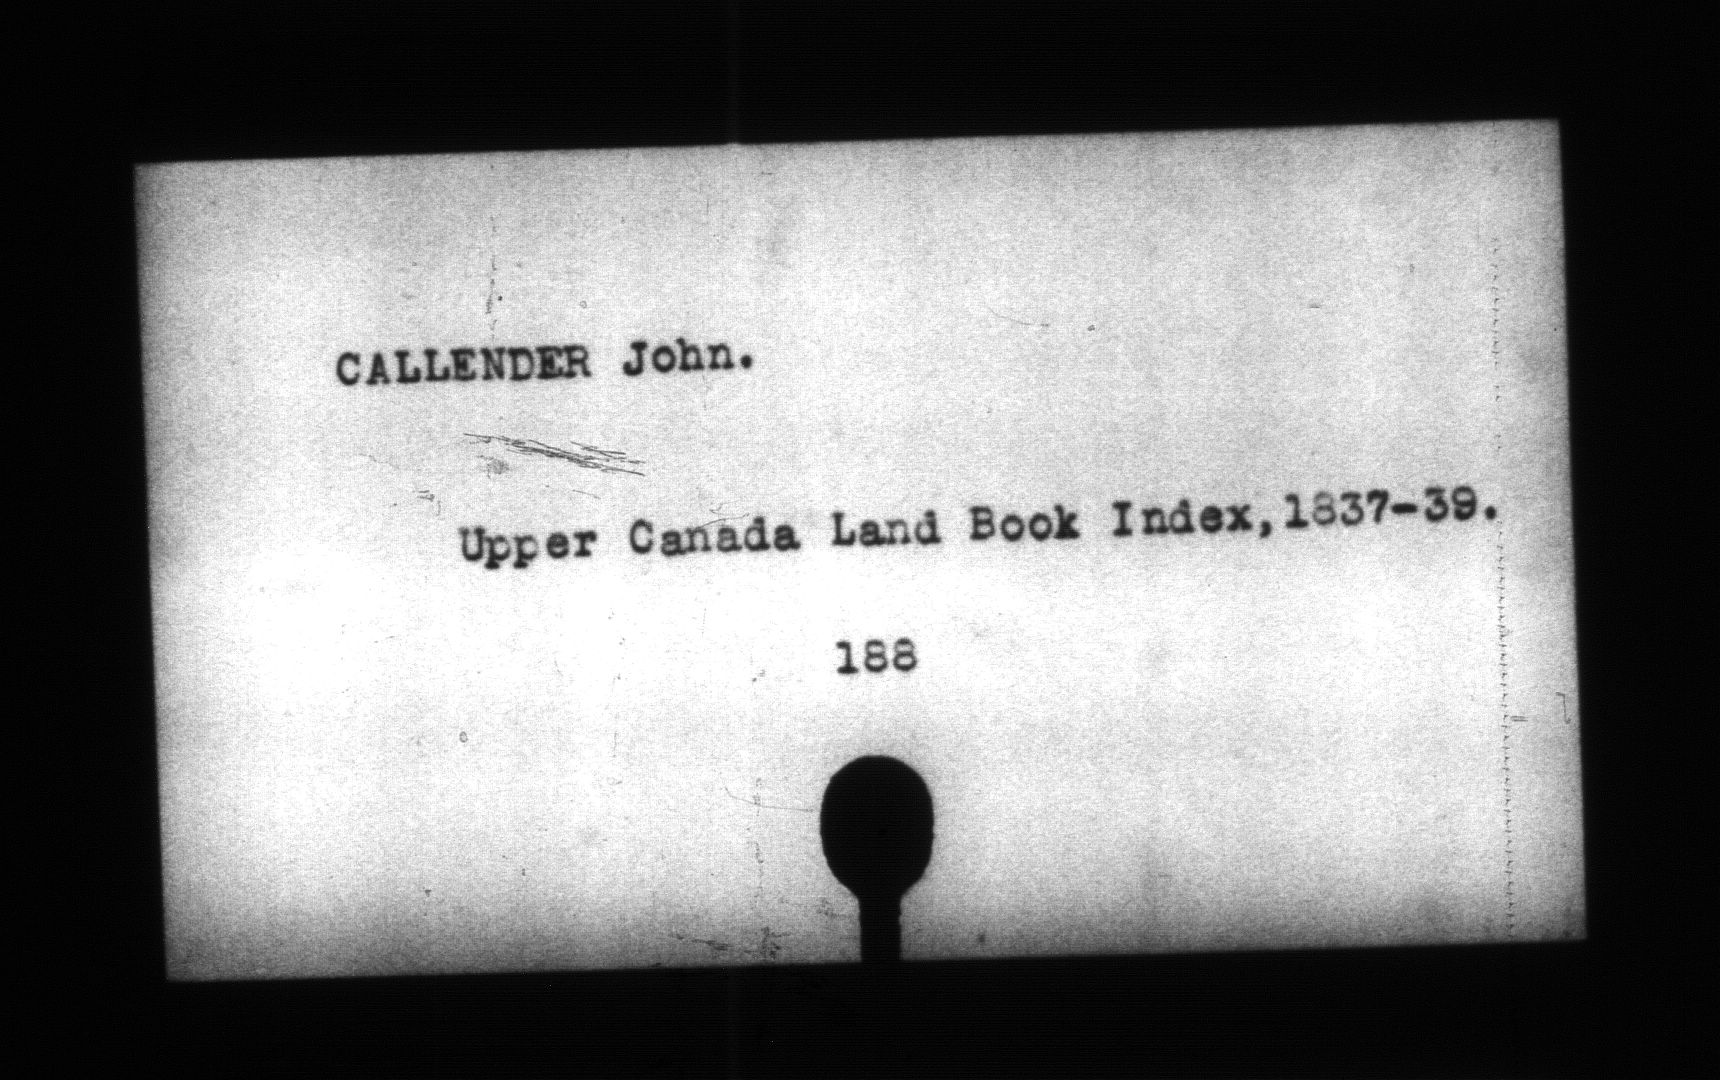 CALLENDER John.
Upper Canada Land Book Index,1837-39.
188